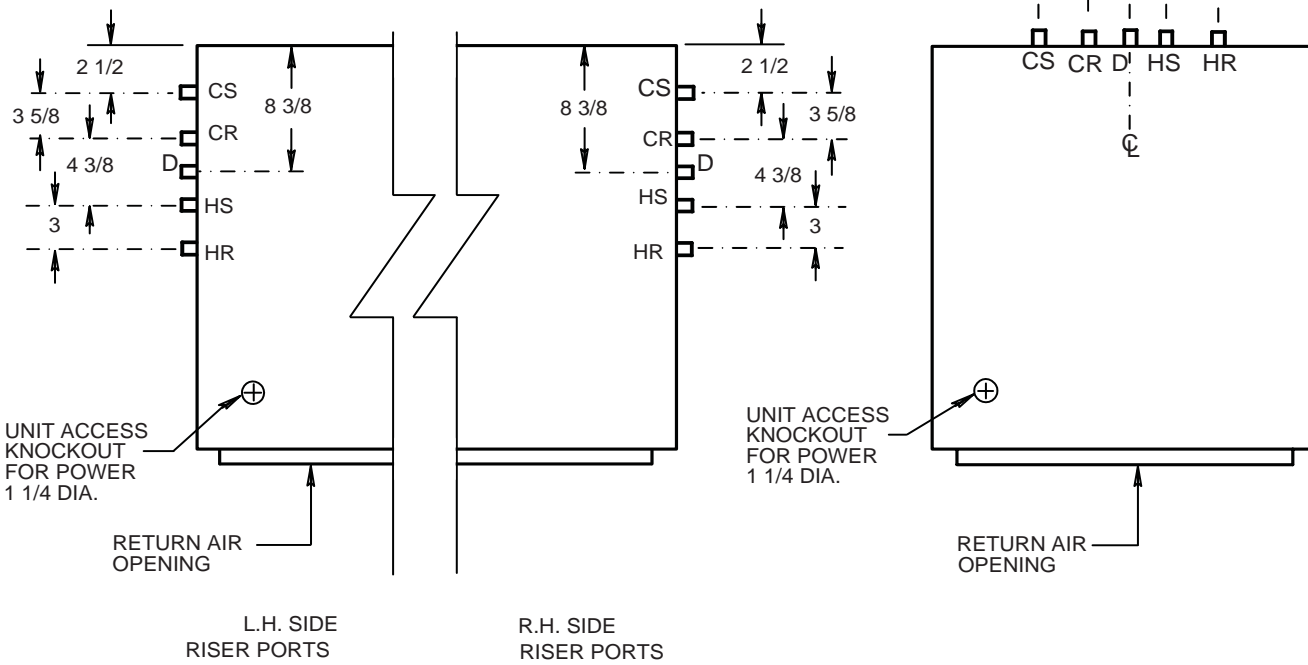 2 1/2
CS
3 5/8
CR
8 3/8
4 3/8
D
HS
3
HR
UNIT ACCESS
KNOCKOUT
FOR POWER
1 1/4 DIA.
RETURN AIR
OPENING
L.H. SIDE
RISER PORTS
2 1/2
CS
8 3/8
3 5/8
CR
D
4 3/8
HS
3
HR
R.H. SIDE
RISER PORTS
CS CR D HS HR
℄
UNIT ACCESS
KNOCKOUT
FOR POWER
1 1/4 DIA.
RETURN AIR
OPENING